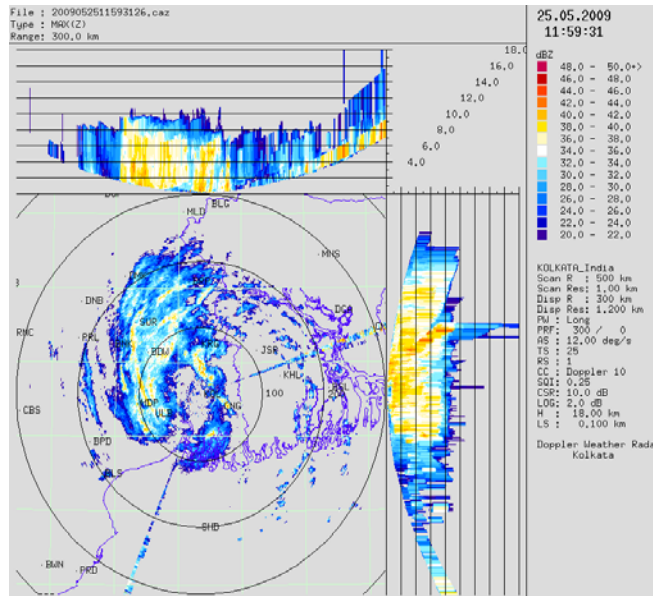 File : 2009052511593126.caz
Type : MAX(Z)
Range: 300.0 km
25.05.2009
11:59:31
18.0
16.0
14.0
12.0
10.0
8.0
6.0
4.0
dBZ
48.0 - 50.0+>
46.0 - 48.0
44.0 - 46.0
42.0 - 44.0
40.0 - 42.0
38.0 - 40.0
36.0 - 38.0
34.0 - 36.0
32.0 - 34.0
30.0 - 32.0
28.0 - 30.0
26.0 - 28.0
24.0 - 26.0
22.0 - 24.0
20.0 - 22.0
KOLKATA_India
Scan R : 500 km
Scan Res: 1.00 km
Disp R : 300 km
Disp Res: 1.200 km
PW : Long
PRF: 300 / 0
AS : 12.00 deg/s
TS : 25
RS : 1
CC : Doppler 10
SQI: 0.25
CSR: 10.0 dB
LOG: 2.0 dB
H : 18.00 km
LS : 0.100 km
Doppler Weather Rada
Kolkata
BLG
MLD
MNS
DNB
PRL
RMC
SUR
BDW
JSR
KHL
100
CBS
MDP
BPD
BLS
SHD
BWN
PRD